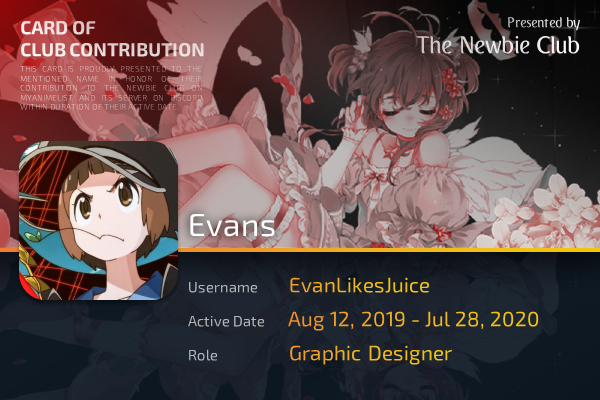 CARD OF
CLUB CONTRIBUTION
THIS CARD IS PROUDLY PRESENTED TO THE
MENTIONED NAME IN HONOR OF THEIR
CONTRIBUTION TO THE NEWBIE CLUB ON
MYANIMELIST AND ITS SERVER ON DISCORD
WITHIN DURATION OF THEIR ACTIVE DATE
Presented by
The Newbie Club
Evans
Username EvanLikesJuice
Active Date Aug 12, 2019 - Jul 28, 2020
Role Graphic Designer